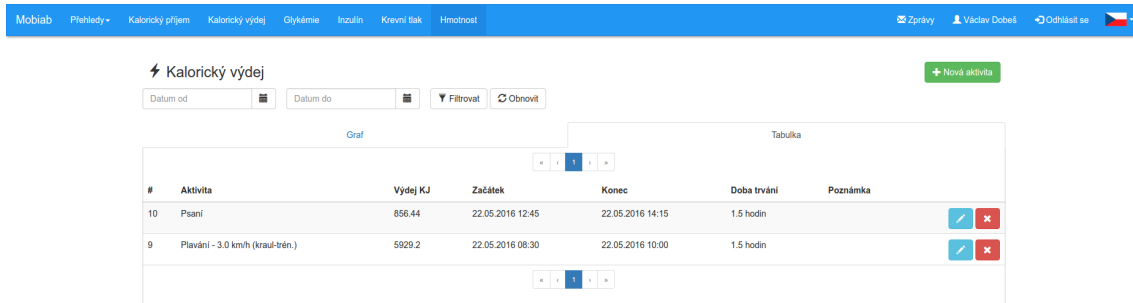 Mobiab Přehledy Kalorický příjem Kalorický výdej Glykémie Inzulín Krevní tlak Hmotnost Zprávy Václav Dobeš Odhlásit se
Kalorický výdej Nová aktivita
Datum od Datum do Filtrovat Obnovit
Graf Tabulka
« ‹ 1 › »
# Aktivita Výdej KJ Začátek Konec Doba trvání Poznámka
10 Psaní 856.44 22.05.2016 12:45 22.05.2016 14:15 1.5 hodin
9 Plavání - 3.0 km/h (kraul-trén.) 5929.2 22.05.2016 08:30 22.05.2016 10:00 1.5 hodin
« ‹ 1 › »